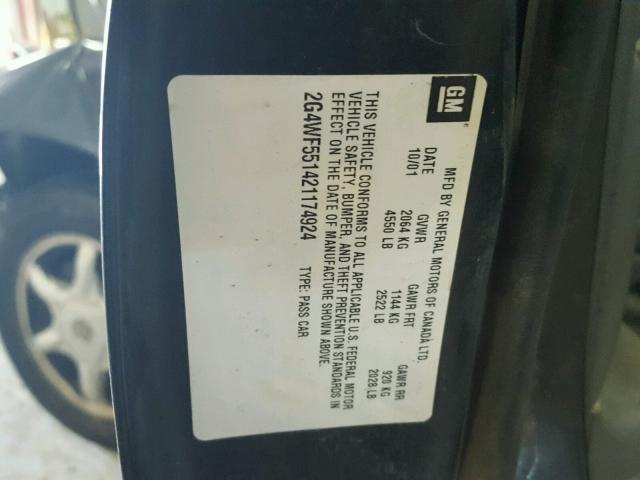 GM
MFD BY GENERAL MOTORS OF CANADA LTD.
DATE GVWR GAWR FRT GAWR RR
10/01 2064 KG 1144 KG 920 KG
4550 LB 2522 LB 2028 LB
THIS VEHICLE CONFORMS TO ALL APPLICABLE U.S. FEDERAL MOTOR
VEHICLE SAFETY, BUMPER, AND THEFT PREVENTION STANDARDS IN
EFFECT ON THE DATE OF MANUFACTURE SHOWN ABOVE.
2G4WF551421174924 TYPE: PASS CAR